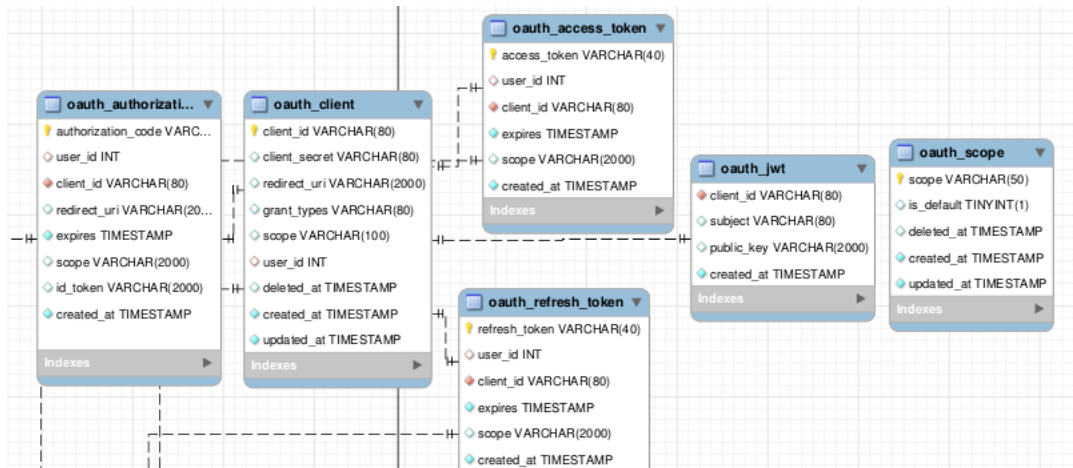 oauth_access_token
access_token VARCHAR(40)
user_id INT
client_id VARCHAR(80)
expires TIMESTAMP
scope VARCHAR(2000)
created_at TIMESTAMP
Indexes
oauth_authorizati...
authorization_code VARC...
user_id INT
client_id VARCHAR(80)
redirect_uri VARCHAR(20...
expires TIMESTAMP
scope VARCHAR(2000)
id_token VARCHAR(2000)
created_at TIMESTAMP
Indexes
oauth_client
client_id VARCHAR(80)
client_secret VARCHAR(80)
redirect_uri VARCHAR(2000)
grant_types VARCHAR(80)
scope VARCHAR(100)
user_id INT
deleted_at TIMESTAMP
created_at TIMESTAMP
updated_at TIMESTAMP
Indexes
oauth_jwt
client_id VARCHAR(80)
subject VARCHAR(80)
public_key VARCHAR(2000)
created_at TIMESTAMP
Indexes
oauth_scope
scope VARCHAR(50)
is_default TINYINT(1)
deleted_at TIMESTAMP
created_at TIMESTAMP
updated_at TIMESTAMP
Indexes
oauth_refresh_token
refresh_token VARCHAR(40)
user_id INT
client_id VARCHAR(80)
expires TIMESTAMP
scope VARCHAR(2000)
created_at TIMESTAMP